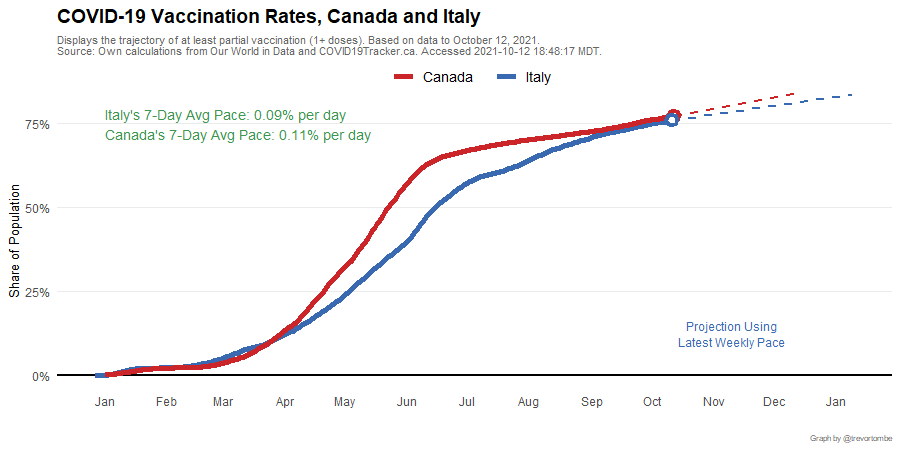 COVID-19 Vaccination Rates, Canada and Italy
Displays the trajectory of at least partial vaccination (1+ doses). Based on data to October 12, 2021.
Source: Own calculations from Our World in Data and COVID19Tracker.ca. Accessed 2021-10-12 18:48:17 MDT.
Canada Italy
Italy's 7-Day Avg Pace: 0.09% per day
Canada's 7-Day Avg Pace: 0.11% per day
75%
50%
25%
0%
Share of Population
Projection Using
Latest Weekly Pace
Jan Feb Mar Apr May Jun Jul Aug Sep Oct Nov Dec Jan
Graph by @trevortombe